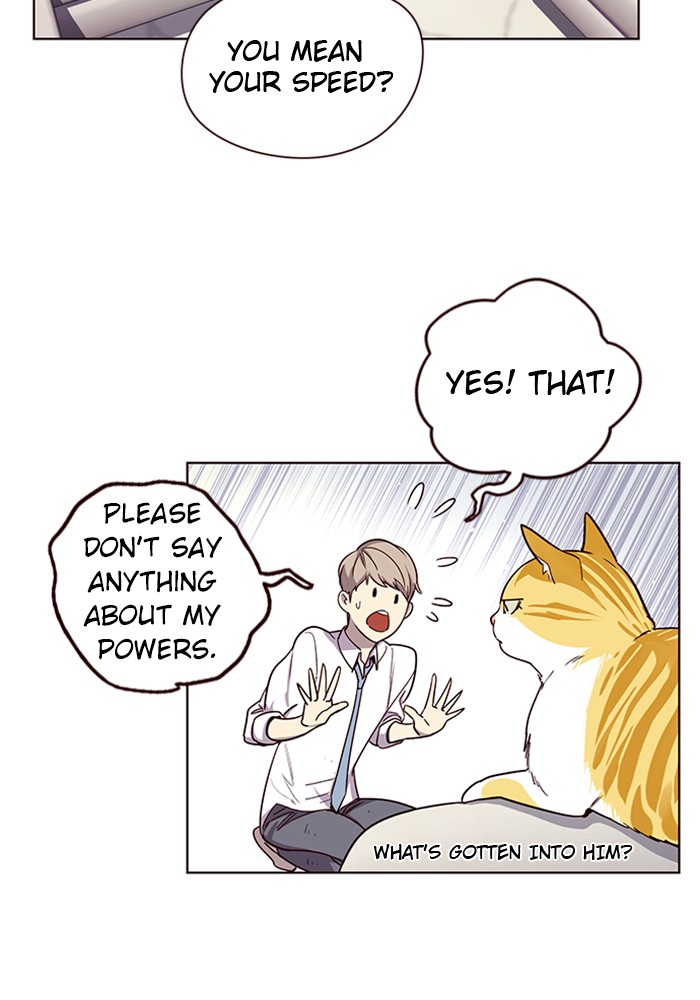 YOU MEAN
YOUR SPEED?
YES! THAT!
PLEASE
DON'T SAY
ANYTHING
ABOUT MY
POWERS.
WHAT'S GOTTEN INTO HIM?